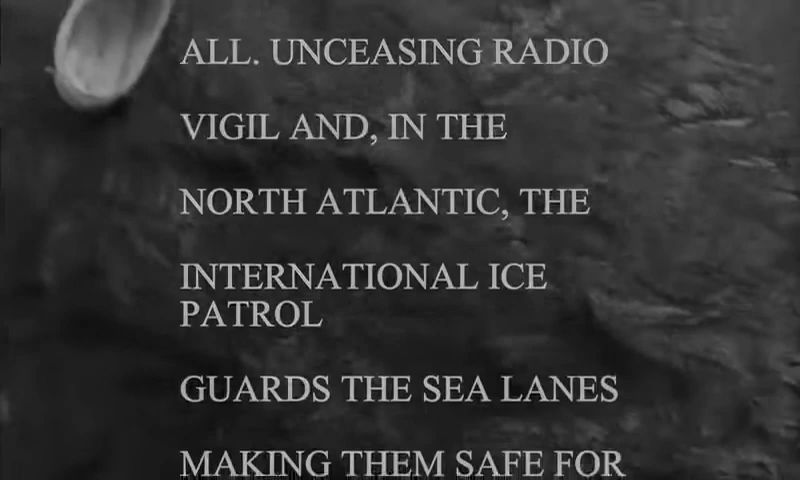 ALL. UNCEASING RADIO
VIGIL AND, IN THE
NORTH ATLANTIC, THE
INTERNATIONAL ICE
PATROL
GUARDS THE SEA LANES
MAKING THEM SAFE FOR